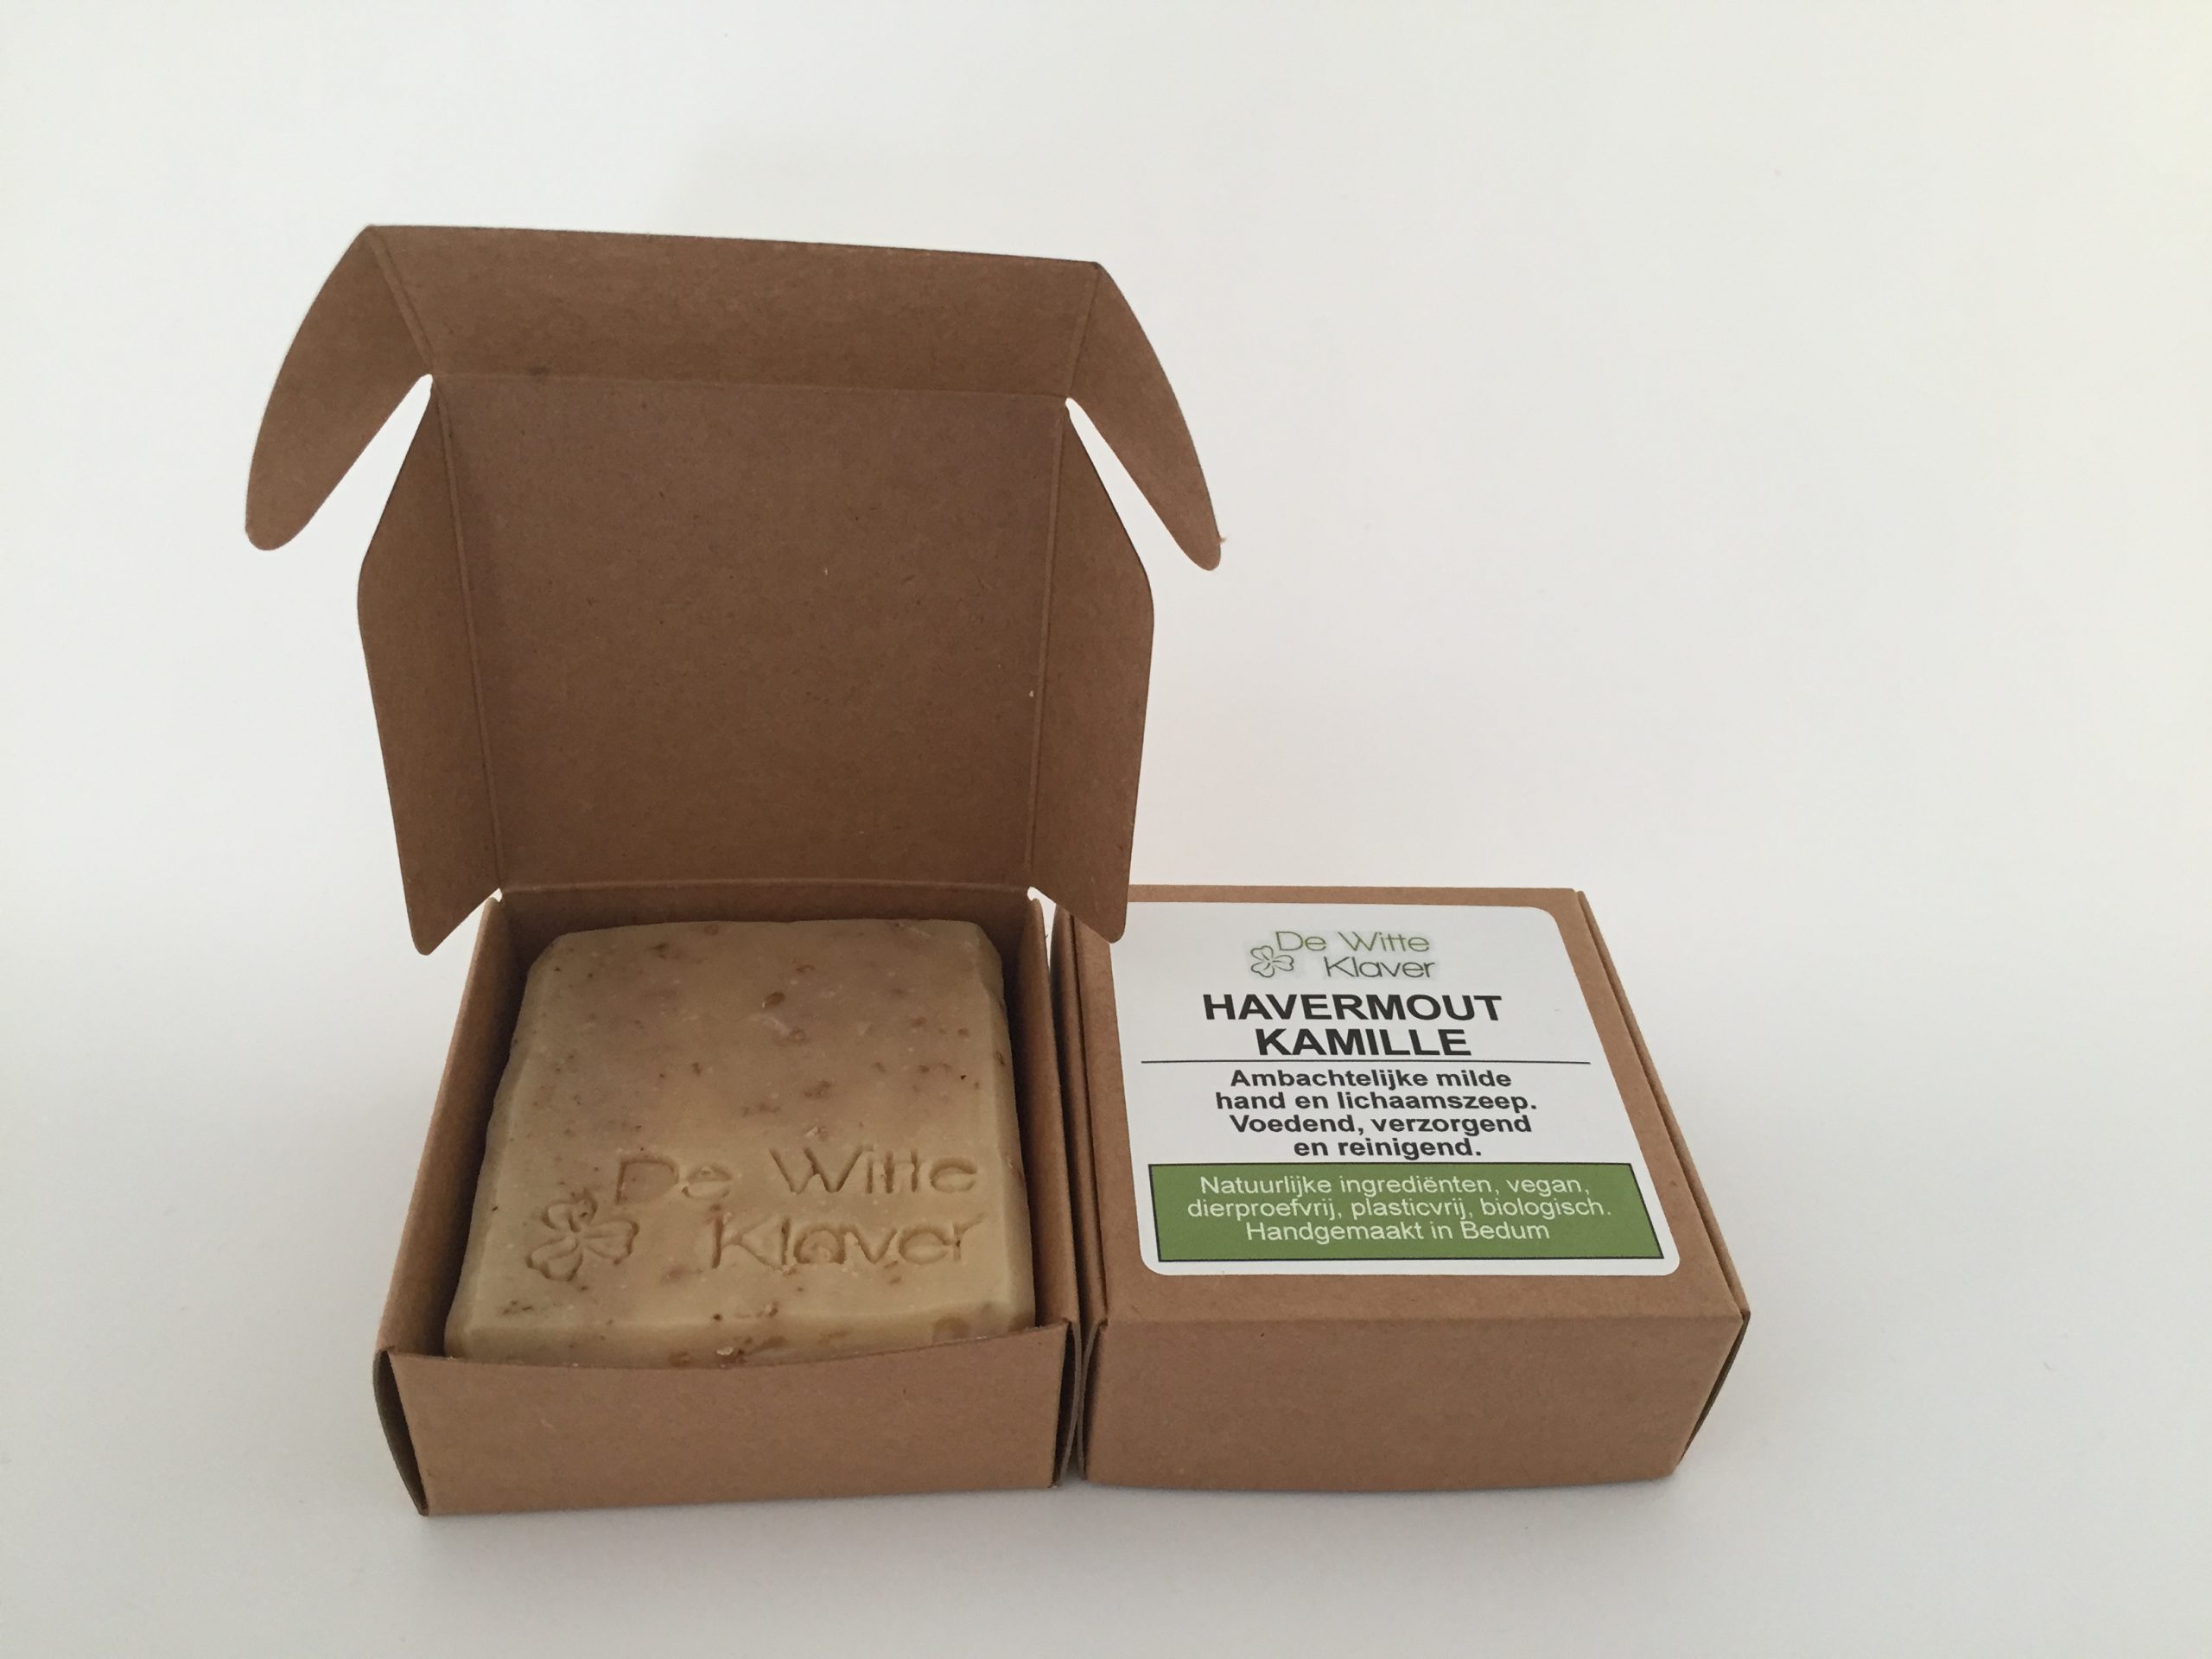 De Witte
Klaver
De Witte
Klaver
HAVERMOUT
KAMILLE
Ambachtelijke milde
hand en lichaamszeep.
Voedend, verzorgend
en reinigend.
Natuurlijke ingrediënten, vegan,
dierproefvrij, plasticvrij, biologisch.
Handgemaakt in Bedum